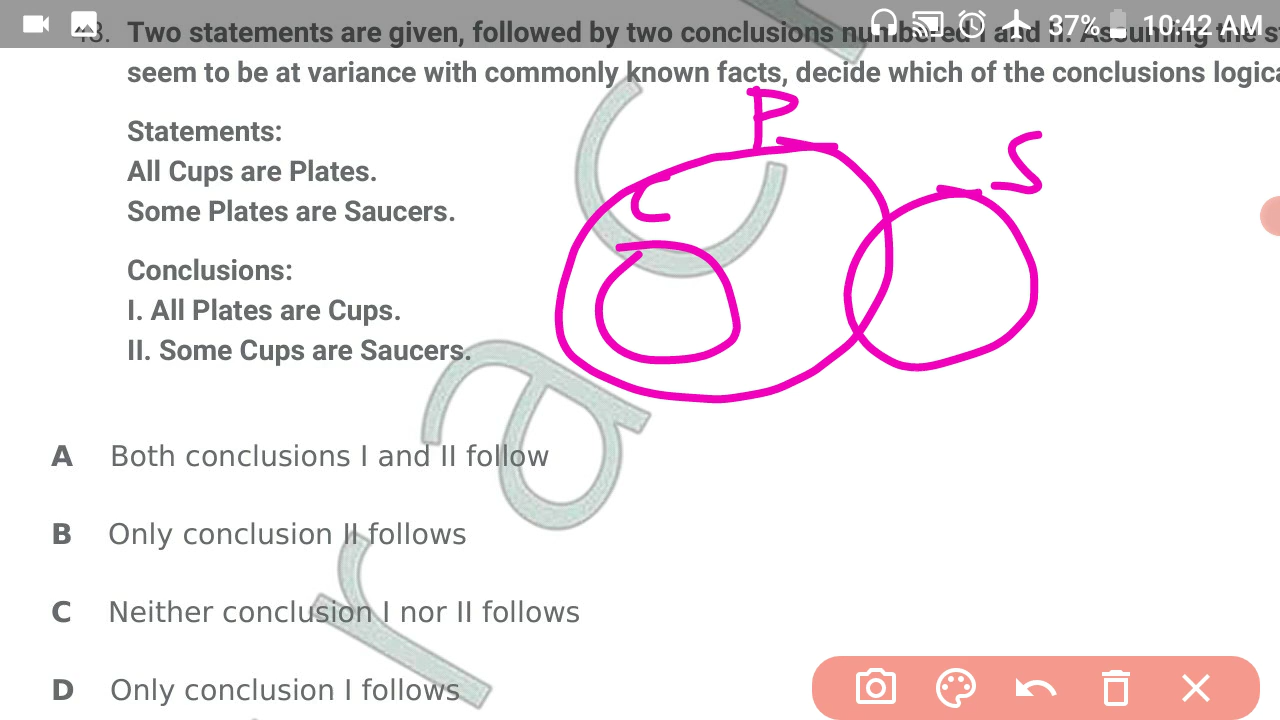 37% 10:42 AM
43. Two statements are given, followed by two conclusions numbered I and II. Assuming the
seem to be at variance with commonly known facts, decide which of the conclusions
Statements:
All Cups are Plates.
Some Plates are Saucers.
Conclusions:
I. All Plates are Cups.
II. Some Cups are Saucers.
P
S
C
A Both conclusions I and II follow
B Only conclusion II follows
C Neither conclusion I nor II follows
D Only conclusion I follows
r a c